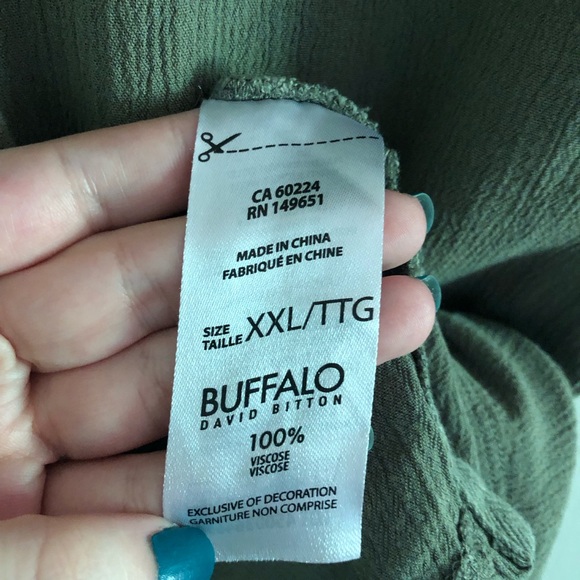 CA 60224
RN 149651
MADE IN CHINA
FABRIQUÉ EN CHINE
SIZE
TAILLE XXL/TTG
BUFFALO
DAVID BITTON
100%
VISCOSE
VISCOSE
EXCLUSIVE OF DECORATION
GARNITURE NON COMPRISE